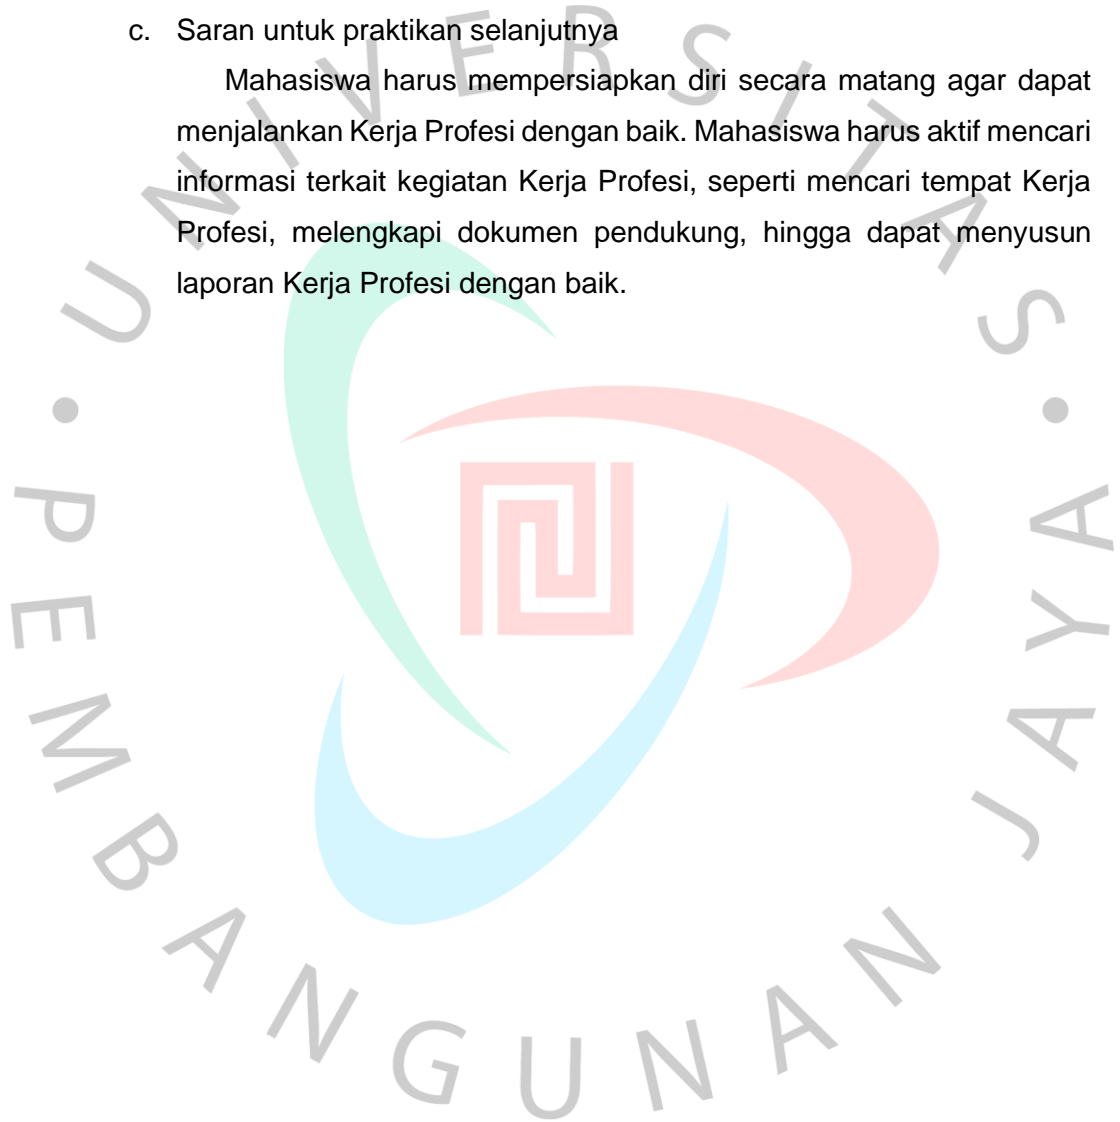 c. Saran untuk praktikan selanjutnya
Mahasiswa harus mempersiapkan diri secara matang agar dapat
menjalankan Kerja Profesi dengan baik. Mahasiswa harus aktif mencari
informasi terkait kegiatan Kerja Profesi, seperti mencari tempat Kerja
Profesi, melengkapi dokumen pendukung, hingga dapat menyusun
laporan Kerja Profesi dengan baik.
UNIVERSITAS • PEMBANGUNAN JAYA •